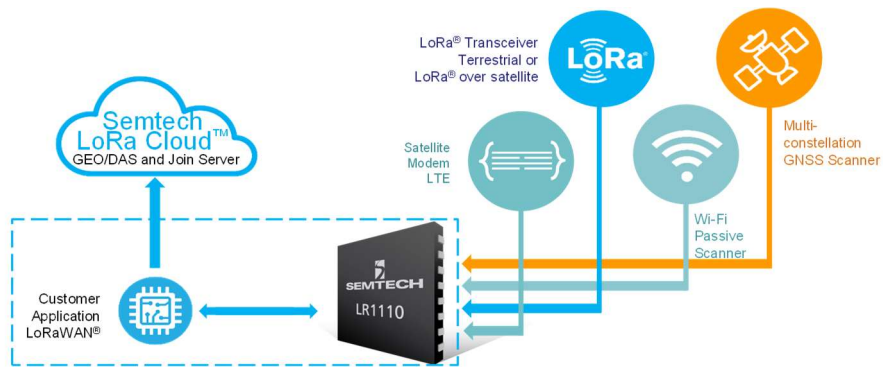 LoRa® Transceiver
Terrestrial or
LoRa® over satellite
LoRa®
Semtech
LoRa Cloud™
GEO/DAS and Join Server
Satellite
Modem
LTE
Multi-
constellation
GNSS Scanner
Wi-Fi
Passive
Scanner
Customer
Application
LoRaWAN®
SEMTECH
LR1110